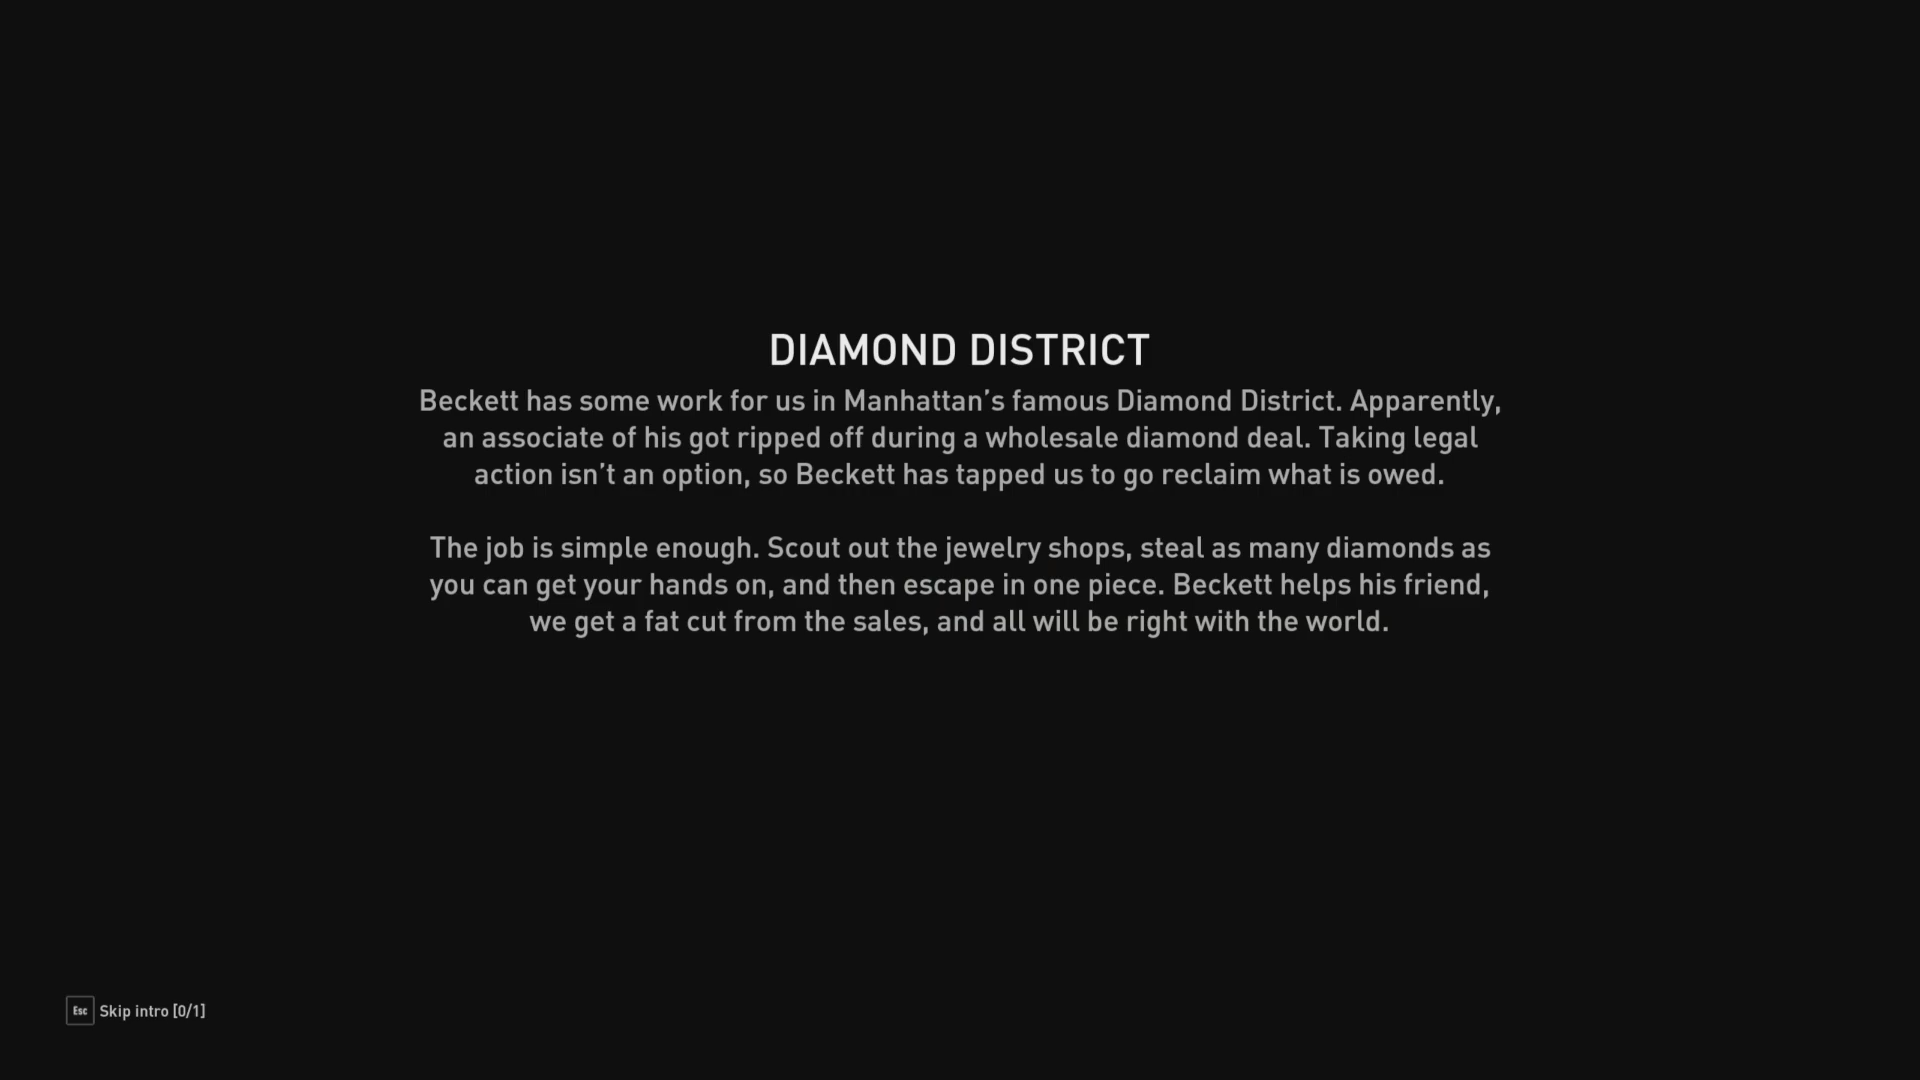 DIAMOND DISTRICT
Beckett has some work for us in Manhattan’s famous Diamond District. Apparently,
an associate of his got ripped off during a wholesale diamond deal. Taking legal
action isn’t an option, so Beckett has tapped us to go reclaim what is owed.
The job is simple enough. Scout out the jewelry shops, steal as many diamonds as
you can get your hands on, and then escape in one piece. Beckett helps his friend,
we get a fat cut from the sales, and all will be right with the world.
Esc Skip intro [0/1]